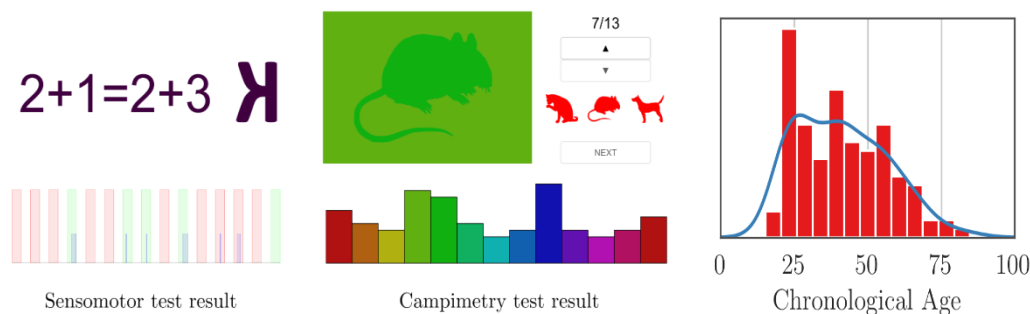 2+1=2+3
7/13
▲
▼
NEXT
Sensomotor test result
Campimetry test result
0 25 50 75 100
Chronological Age